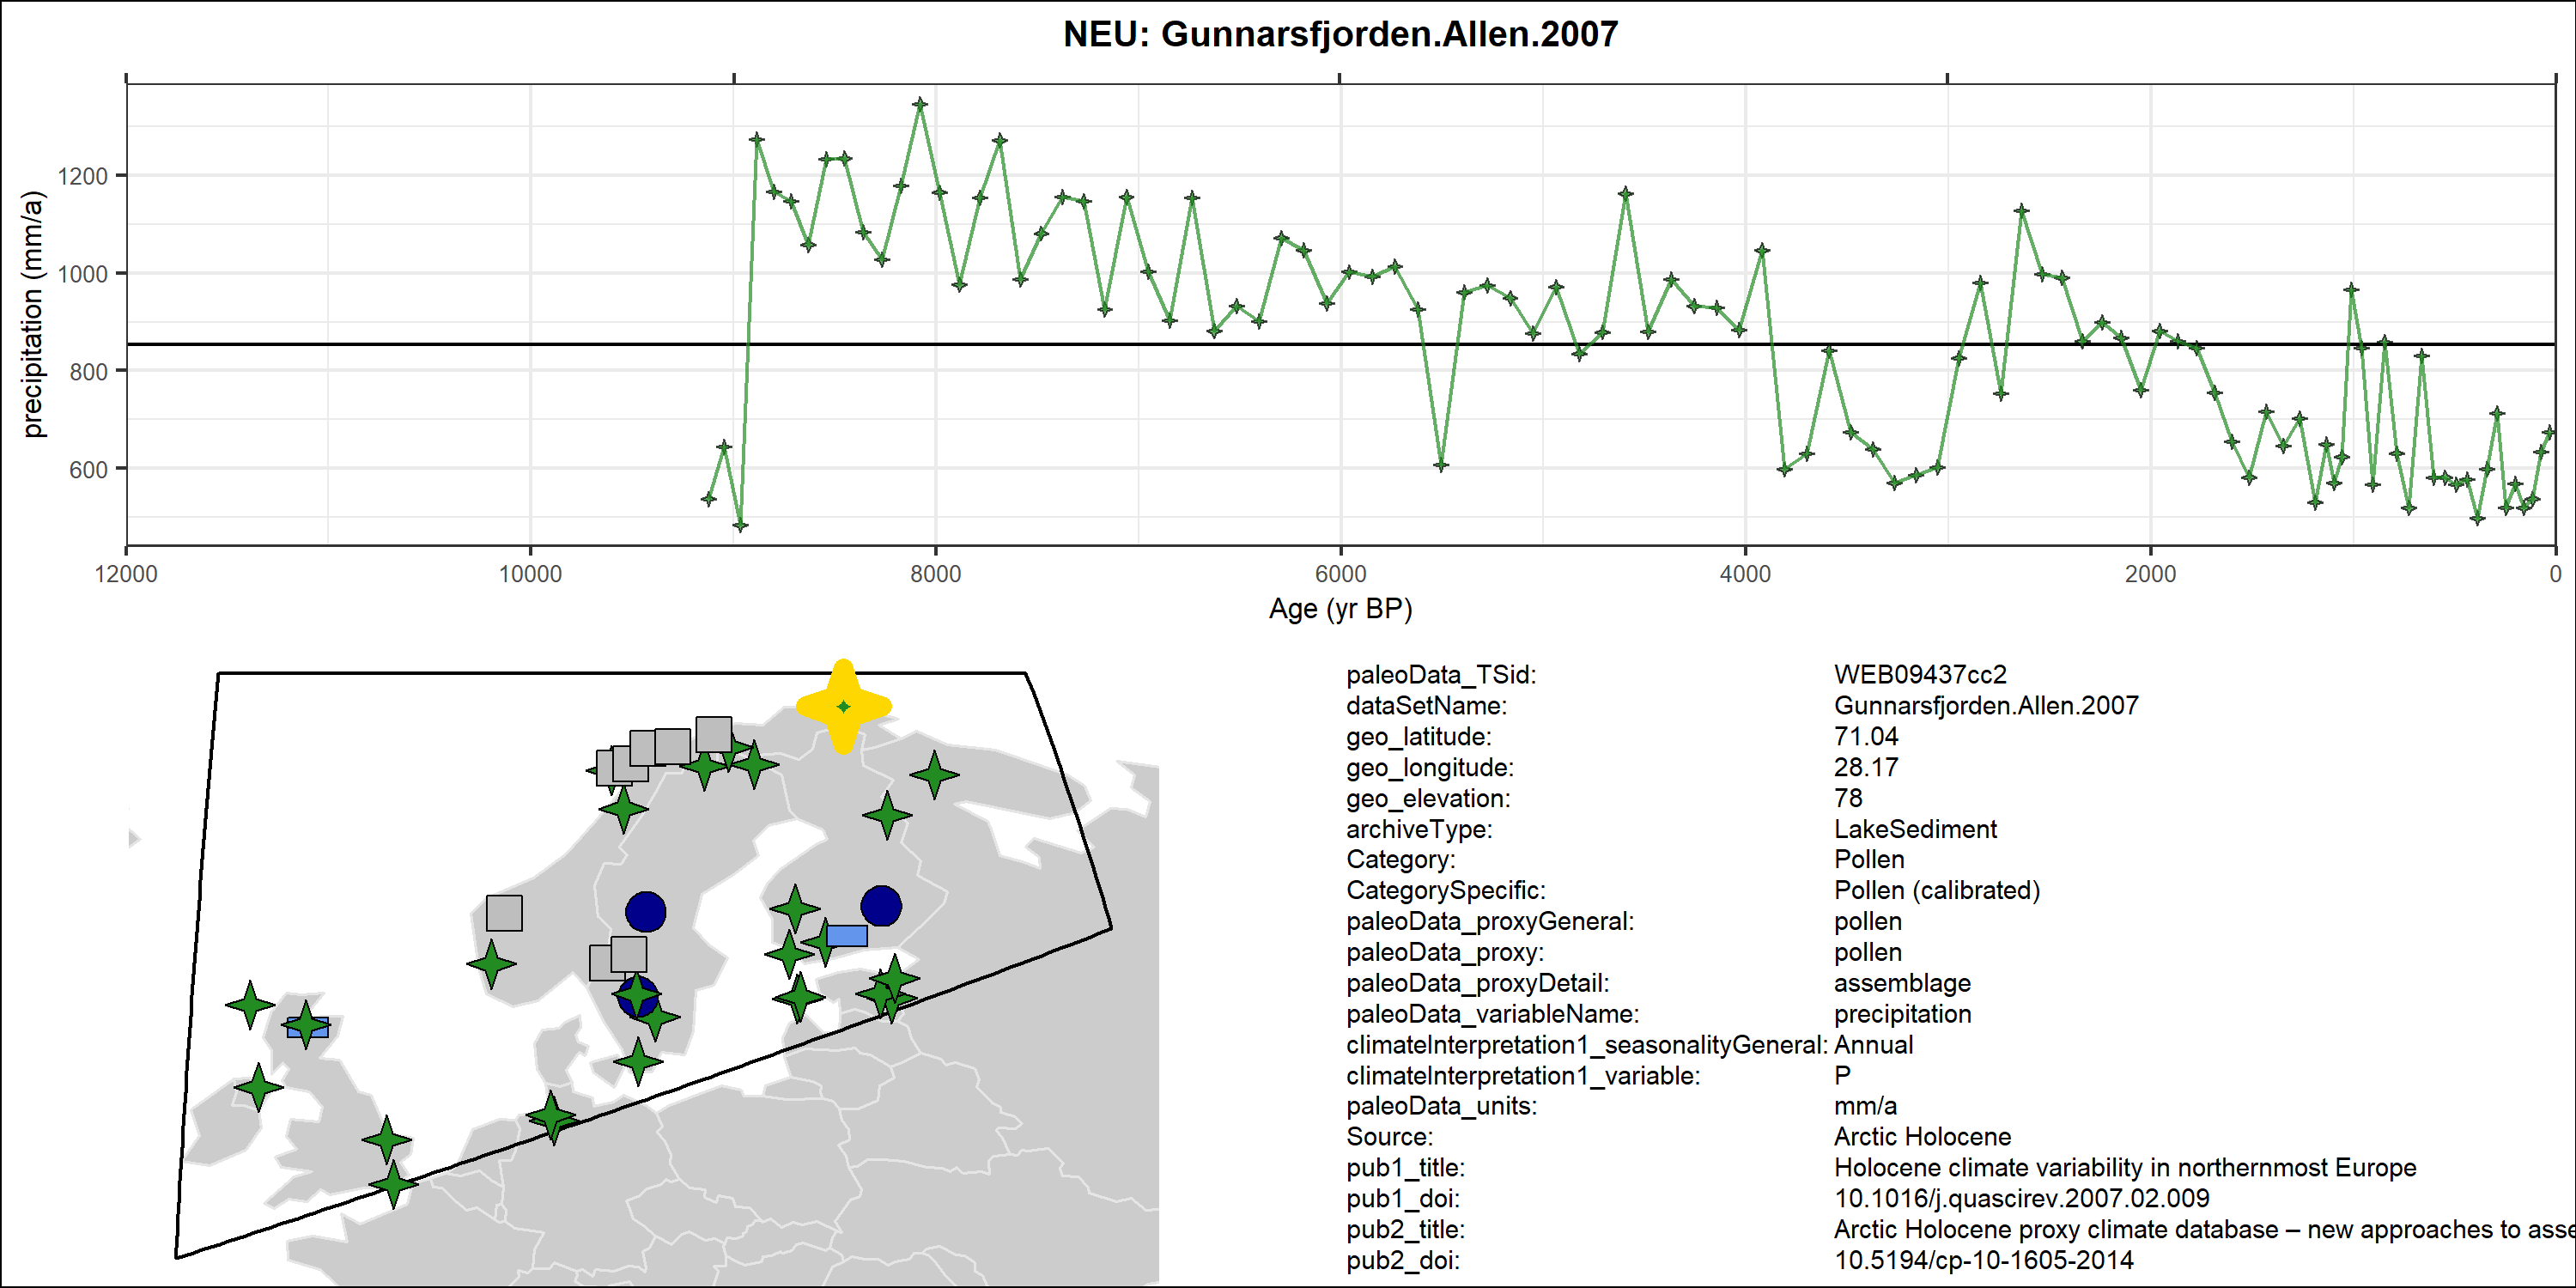 NEU: Gunnarsfjorden.Allen.2007
precipitation (mm/a)
1200
1000
800
600
12000 10000 8000 6000 4000 2000 0
Age (yr BP)
paleoData_TSid: WEB09437cc2
dataSetName: Gunnarsfjorden.Allen.2007
geo_latitude: 71.04
geo_longitude: 28.17
geo_elevation: 78
archiveType: LakeSediment
Category: Pollen
CategorySpecific: Pollen (calibrated)
paleoData_proxyGeneral: pollen
paleoData_proxy: pollen
paleoData_proxyDetail: assemblage
paleoData_variableName: precipitation
climateInterpretation1_seasonalityGeneral: Annual
climateInterpretation1_variable: P
paleoData_units: mm/a
Source: Arctic Holocene
pub1_title: Holocene climate variability in northernmost Europe
pub1_doi: 10.1016/j.quascirev.2007.02.009
pub2_title: Arctic Holocene proxy climate database – new approaches to asse
pub2_doi: 10.5194/cp-10-1605-2014